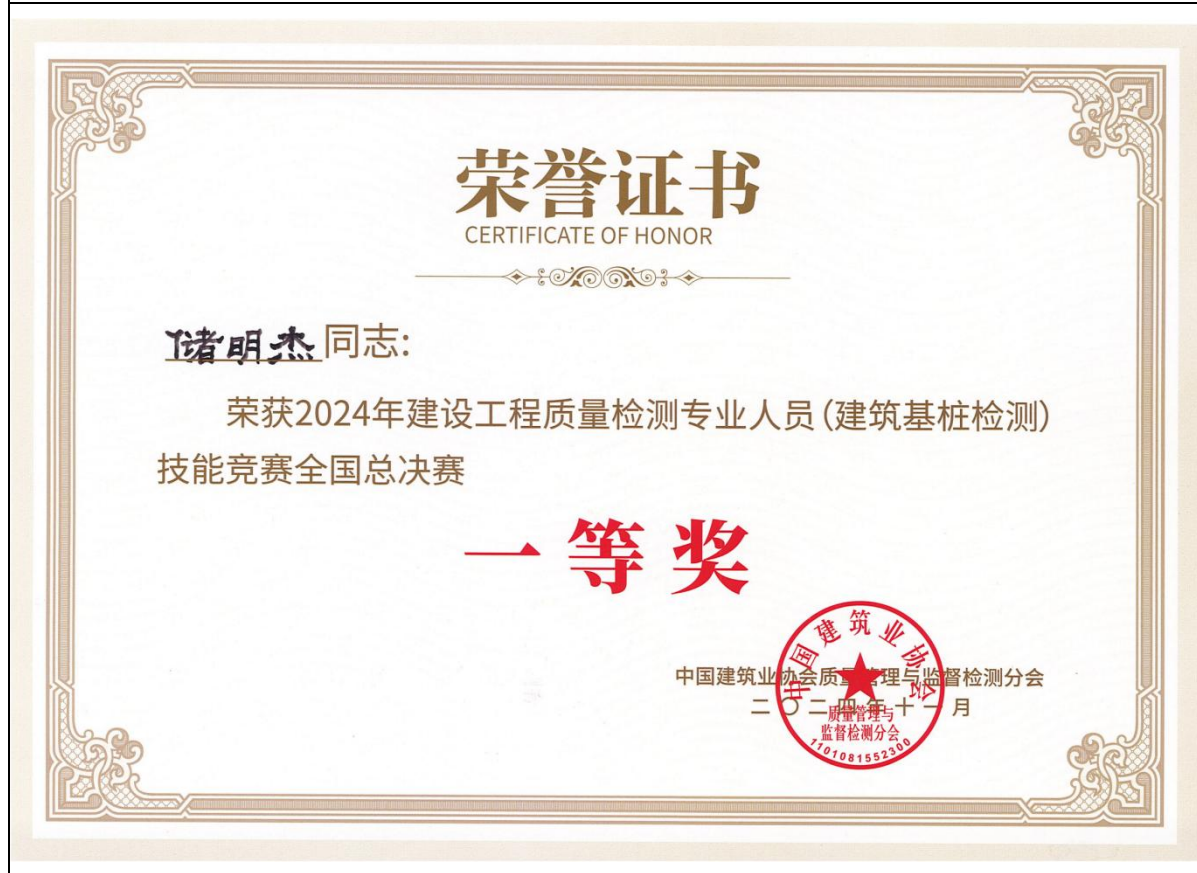 荣誉证书
CERTIFICATE OF HONOR
储明杰同志:
荣获2024年建设工程质量检测专业人员(建筑基桩检测)
技能竞赛全国总决赛
一等奖
中国建筑业协会质量管理与监督检测分会
二〇二四年十一月
中国建筑业协会
质量管理与
监督检测分会
1101081552300